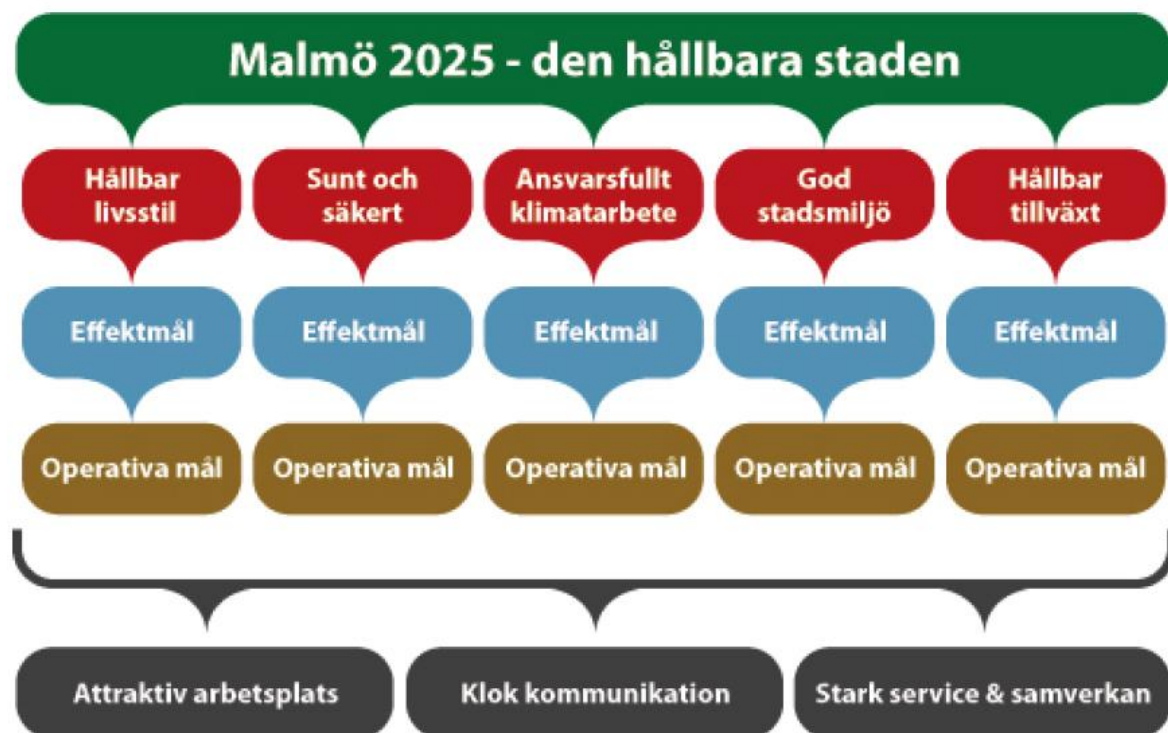 Malmö 2025 - den hållbara staden
Hållbar
livsstil
Sunt och
säkert
Ansvarsfullt
klimatarbete
God
stadsmiljö
Hållbar
tillväxt
Effektmål
Effektmål
Effektmål
Effektmål
Effektmål
Operativa mål
Operativa mål
Operativa mål
Operativa mål
Operativa mål
Attraktiv arbetsplats
Klok kommunikation
Stark service & samverkan